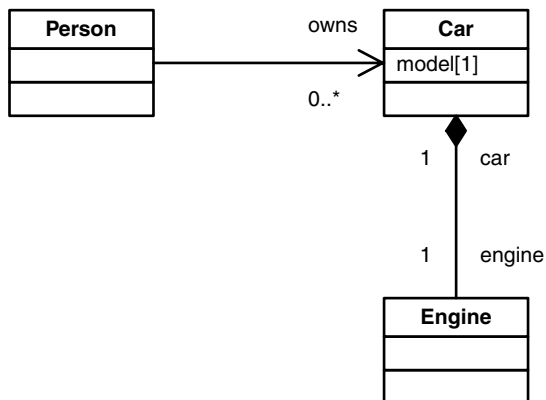 Person
owns
Car
model[1]
0..*
1
car
1
engine
Engine